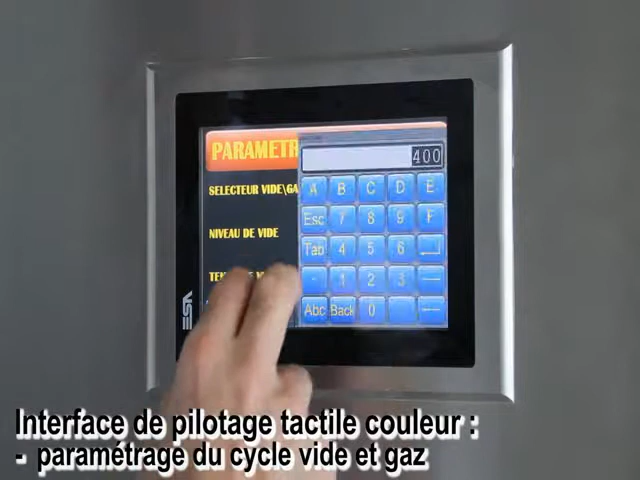 PARAMETR
400
SELECTEUR VIDE\GA
A B C D E
Esc 7 8 9 F
NIVEAU DE VIDE
Tab 4 5 6
- 1 2 3
Abc Back 0
ESA
Interface de pilotage tactile couleur :
- paramétrage du cycle vide et gaz